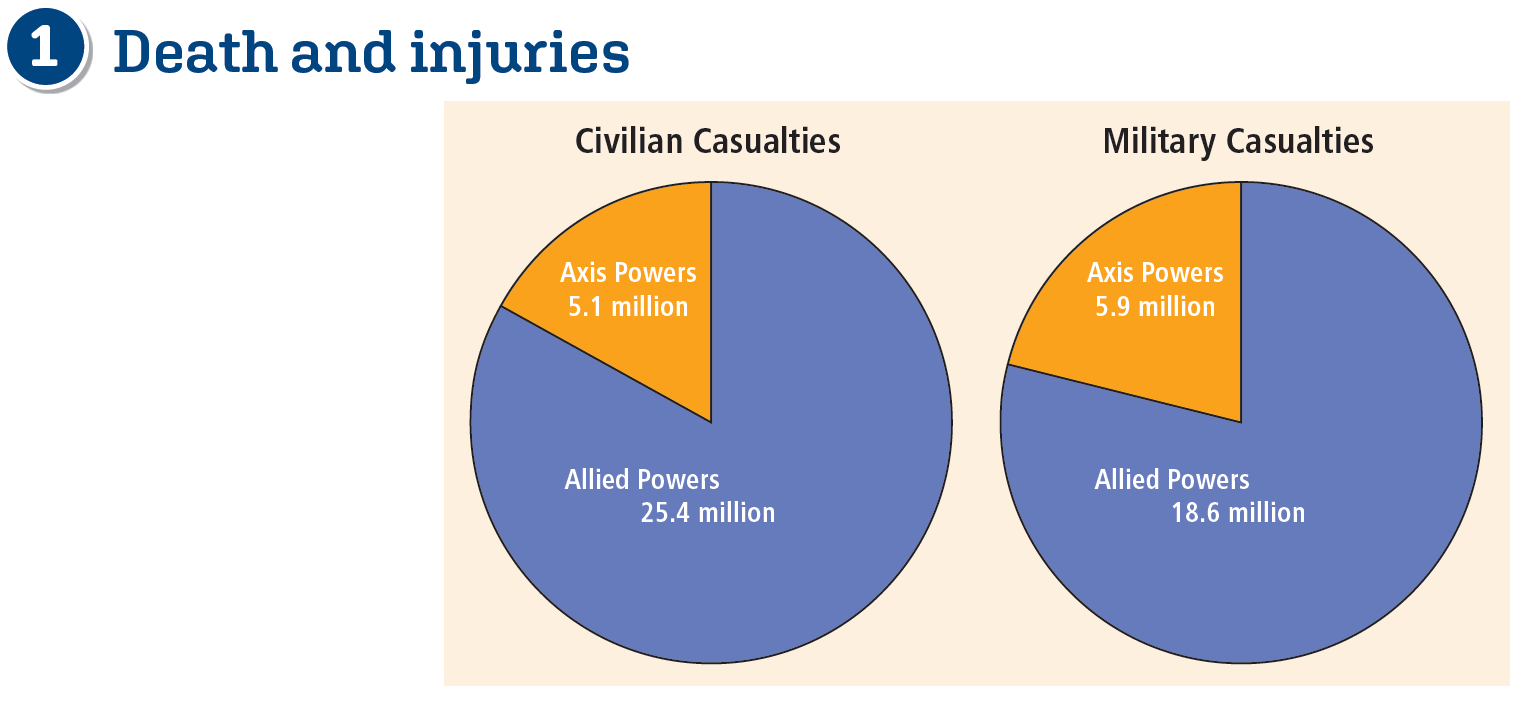 1 Death and injuries
Civilian Casualties
Axis Powers
5.1 million
Allied Powers
25.4 million
Military Casualties
Axis Powers
5.9 million
Allied Powers
18.6 million